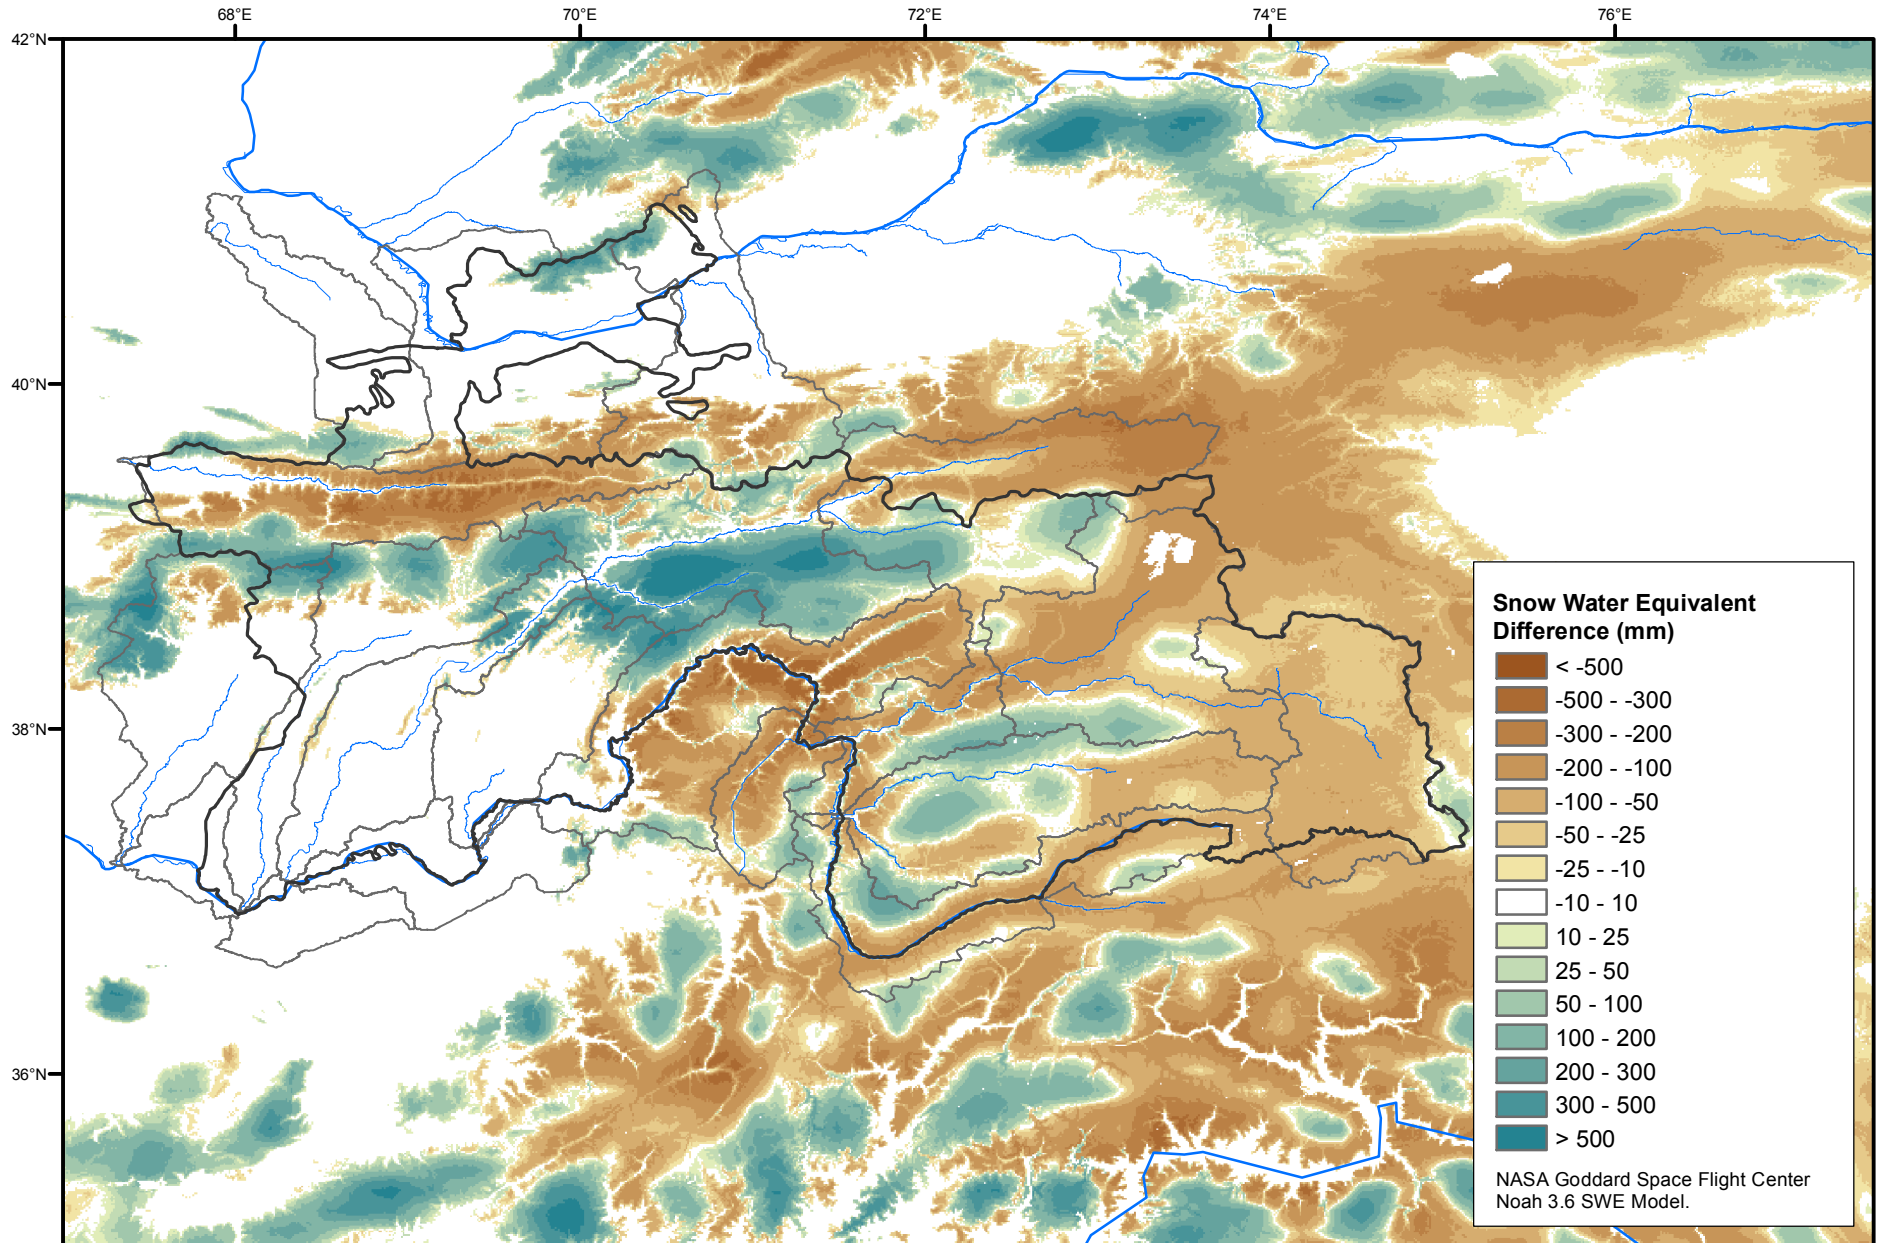 68°E
70°E
72°E
74°E
76°E
42°N
40°N
38°N
36°N
Snow Water Equivalent
Difference (mm)
< -500
-500 - -300
-300 - -200
-200 - -100
-100 - -50
-50 - -25
-25 - -10
-10 - 10
10 - 25
25 - 50
50 - 100
100 - 200
200 - 300
300 - 500
> 500
NASA Goddard Space Flight Center
Noah 3.6 SWE Model.